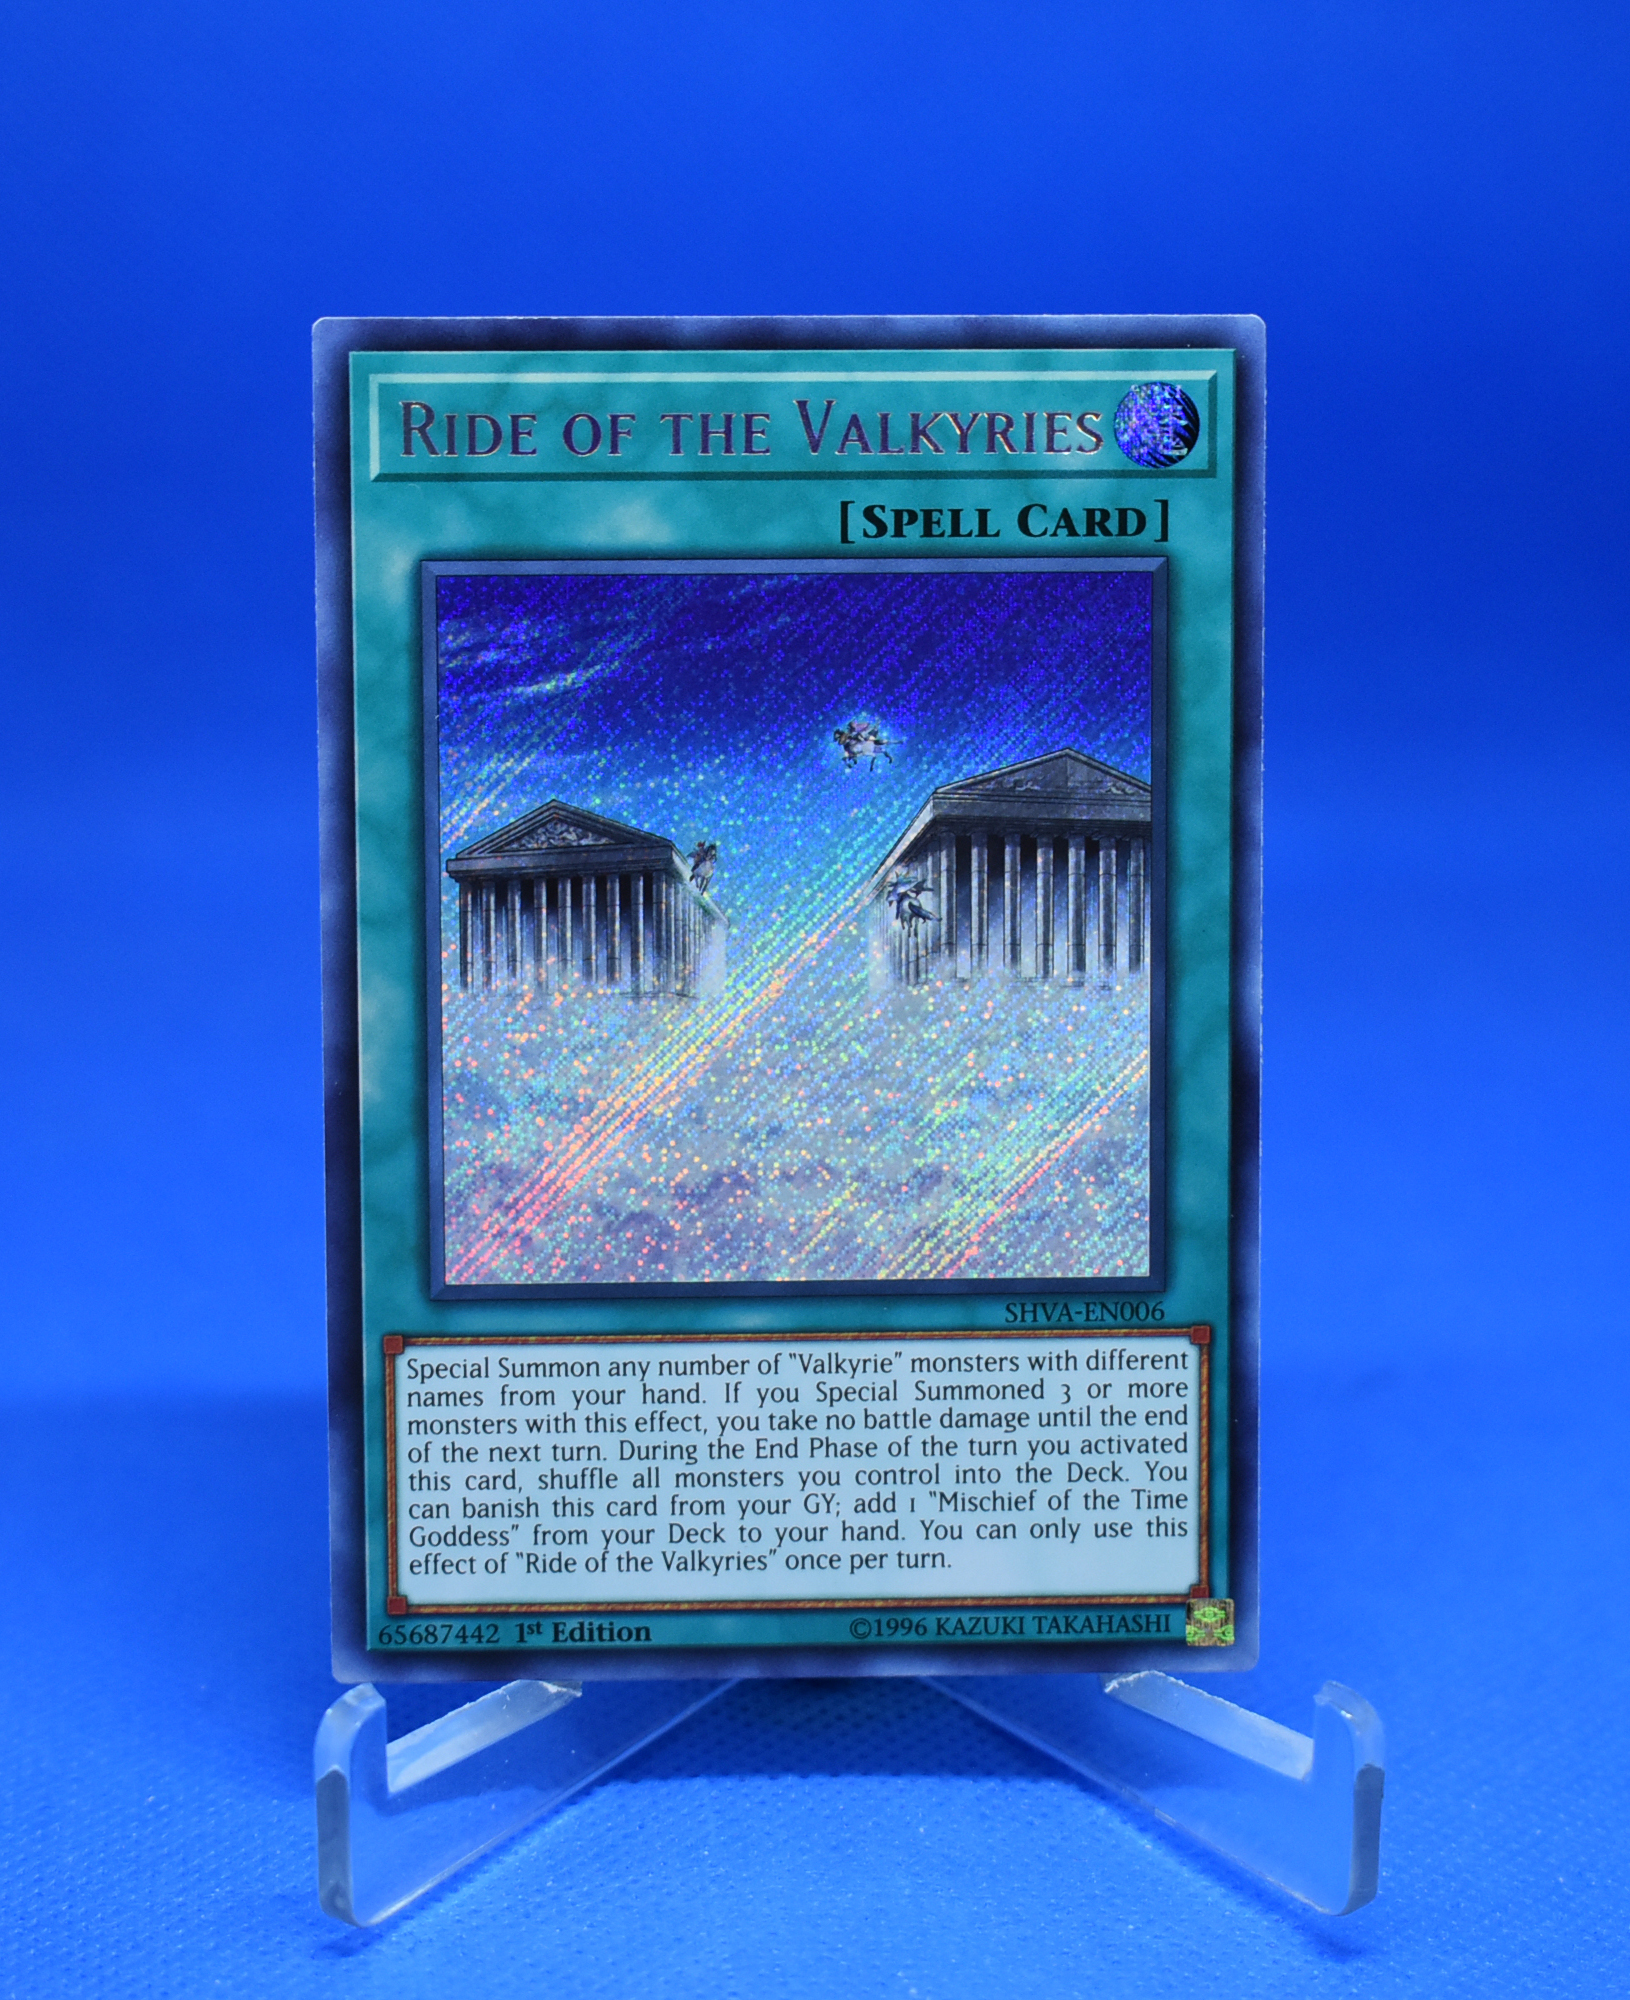 RIDE OF THE VALKYRIES
[SPELL CARD]
SHVA-EN006
Special Summon any number of "Valkyrie" monsters with different
names from your hand. If you Special Summoned 3 or more
monsters with this effect, you take no battle damage until the end
of the next turn. During the End Phase of the turn you activated
this card, shuffle all monsters you control into the Deck. You
can banish this card from your GY; add 1 "Mischief of the Time
Goddess" from your Deck to your hand. You can only use this
effect of "Ride of the Valkyries" once per turn.
65687442 1st Edition ©1996 KAZUKI TAKAHASHI